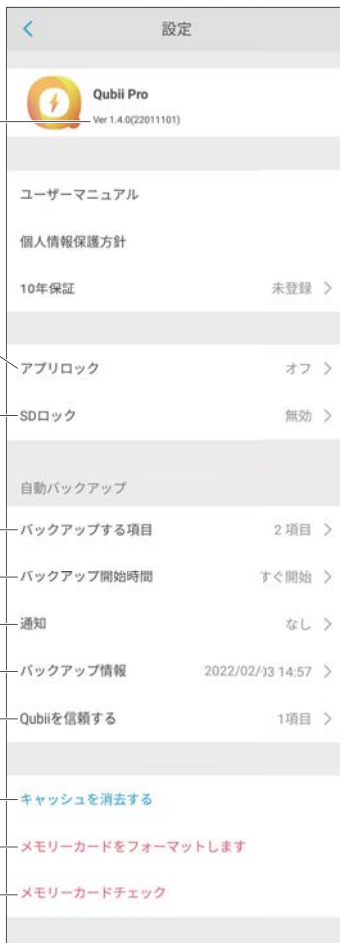 設定
Qubii Pro
Ver 1.4.0(22011101)
ユーザーマニュアル
個人情報保護方針
10年保証 未登録
アプリロック オフ
SDロック 無効
自動バックアップ
バックアップする項目 2 項目
バックアップ開始時間 すぐ開始
通知 なし
バックアップ情報 2022/02/03 14:57
Qubiiを信頼する 1項目
キャッシュを消去する
メモリーカードをフォーマットします
メモリーカードチェック